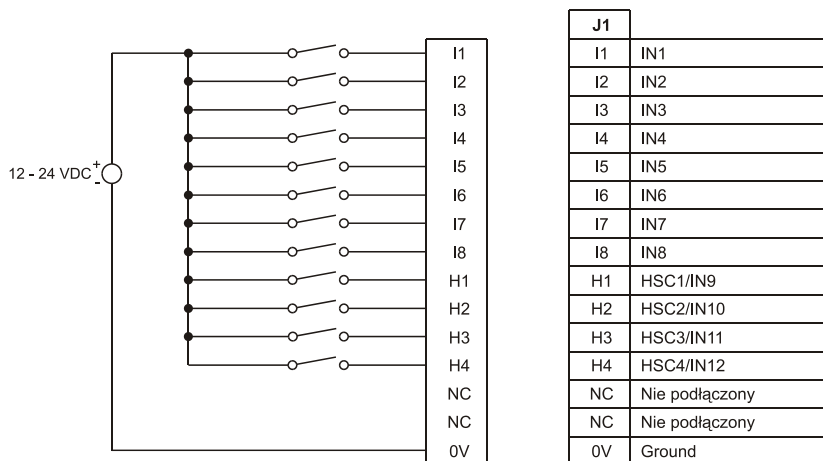 12 - 24 VDC
+
-
I1
I2
I3
I4
I5
I6
I7
I8
H1
H2
H3
H4
NC
NC
0V
J1
I1 IN1
I2 IN2
I3 IN3
I4 IN4
I5 IN5
I6 IN6
I7 IN7
I8 IN8
H1 HSC1/IN9
H2 HSC2/IN10
H3 HSC3/IN11
H4 HSC4/IN12
NC Nie podłączony
NC Nie podłączony
0V Ground